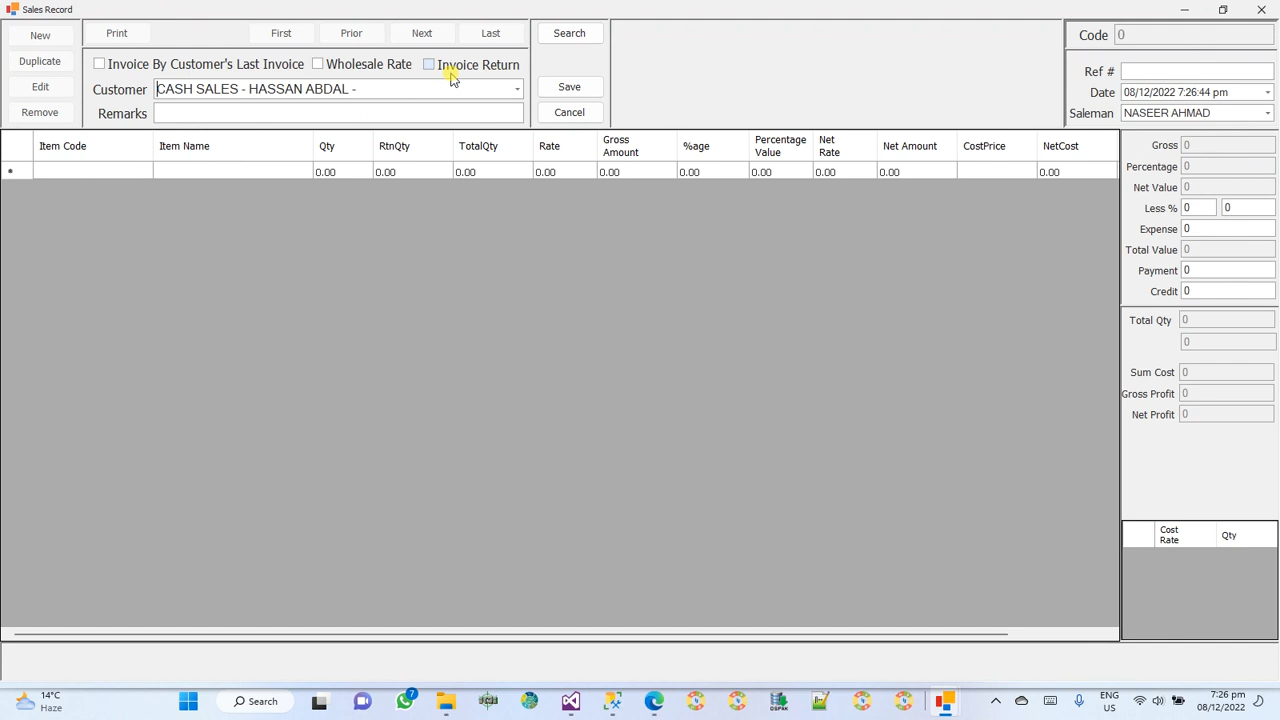 Sales Record
New
Print
First
Prior
Next
Last
Search
Code 0
Duplicate
Invoice By Customer's Last Invoice
Wholesale Rate
Invoice Return
Ref #
Edit
Customer CASH SALES - HASSAN ABDAL -
Save
Date 08/12/2022 7:26:44 pm
Remove
Remarks
Cancel
Saleman NASEER AHMAD
Item Code
Item Name
Qty
RtnQty
TotalQty
Rate
Gross
Amount
%age
Percentage
Value
Net
Rate
Net Amount
CostPrice
NetCost
* 0.00 0.00 0.00 0.00 0.00 0.00 0.00 0.00 0.00 0.00
Gross 0
Percentage 0
Net Value 0
Less % 0 0
Expense 0
Total Value 0
Payment 0
Credit 0
Total Qty 0
0
Sum Cost 0
Gross Profit 0
Net Profit 0
Cost
Rate
Qty
14°C
Haze
Search
7
DSPAK
ENG
US
7:26 pm
08/12/2022